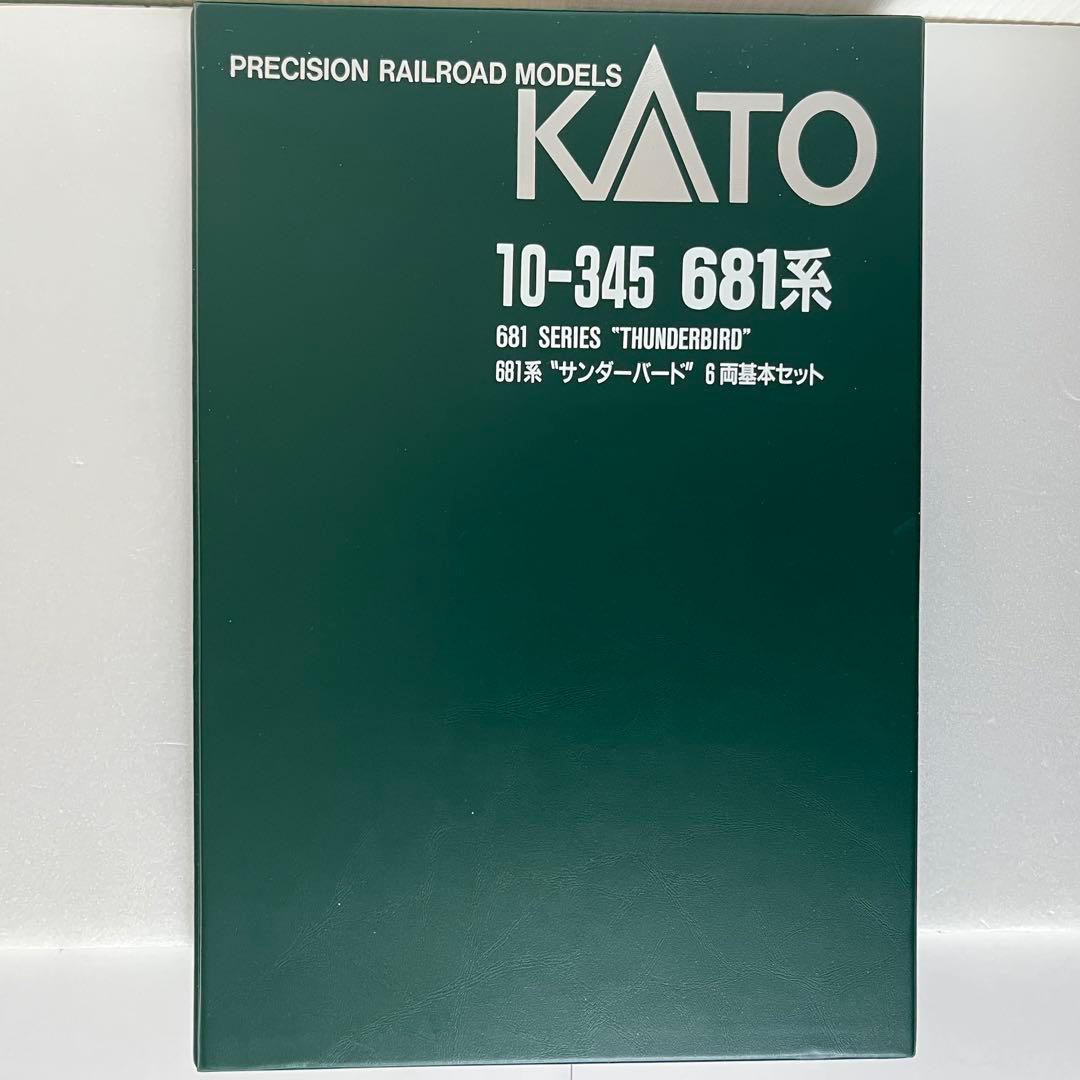 PRECISION RAILROAD MODELS
KATO
10-345 681系
681 SERIES “THUNDERBIRD”
681系 “サンダーバード” 6両基本セット